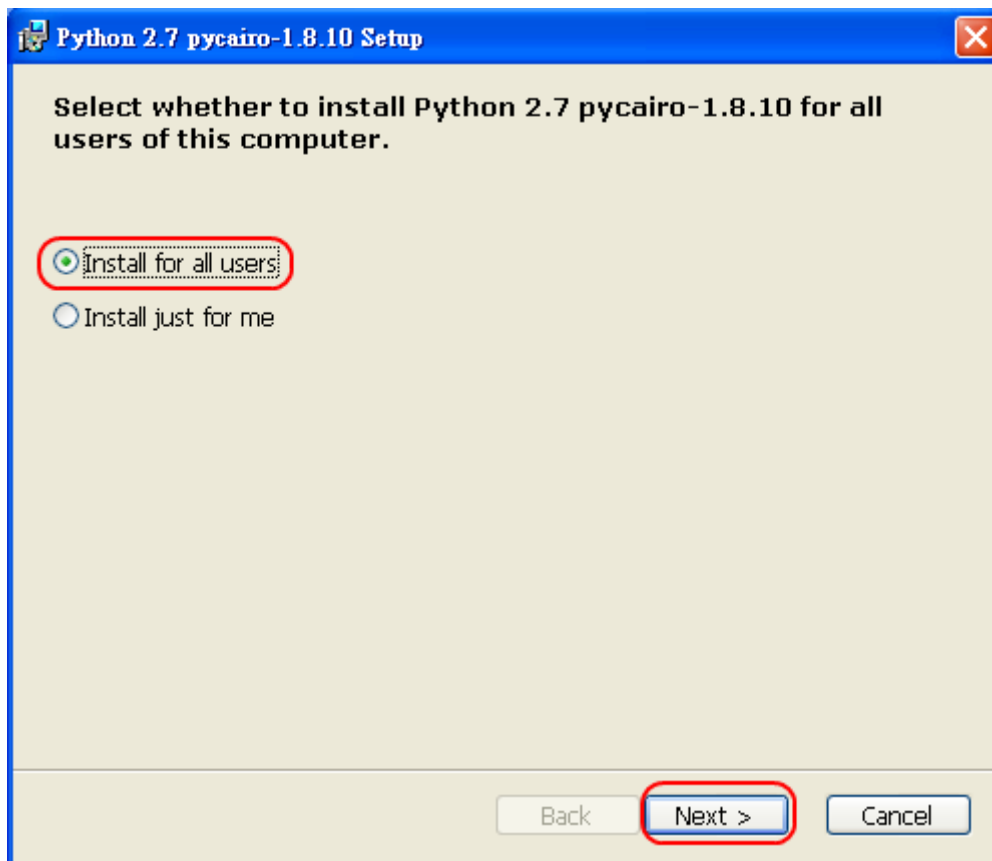 Python 2.7 pycairo-1.8.10 Setup
Select whether to install Python 2.7 pycairo-1.8.10 for all
users of this computer.
Install for all users
Install just for me
Back
Next >
Cancel